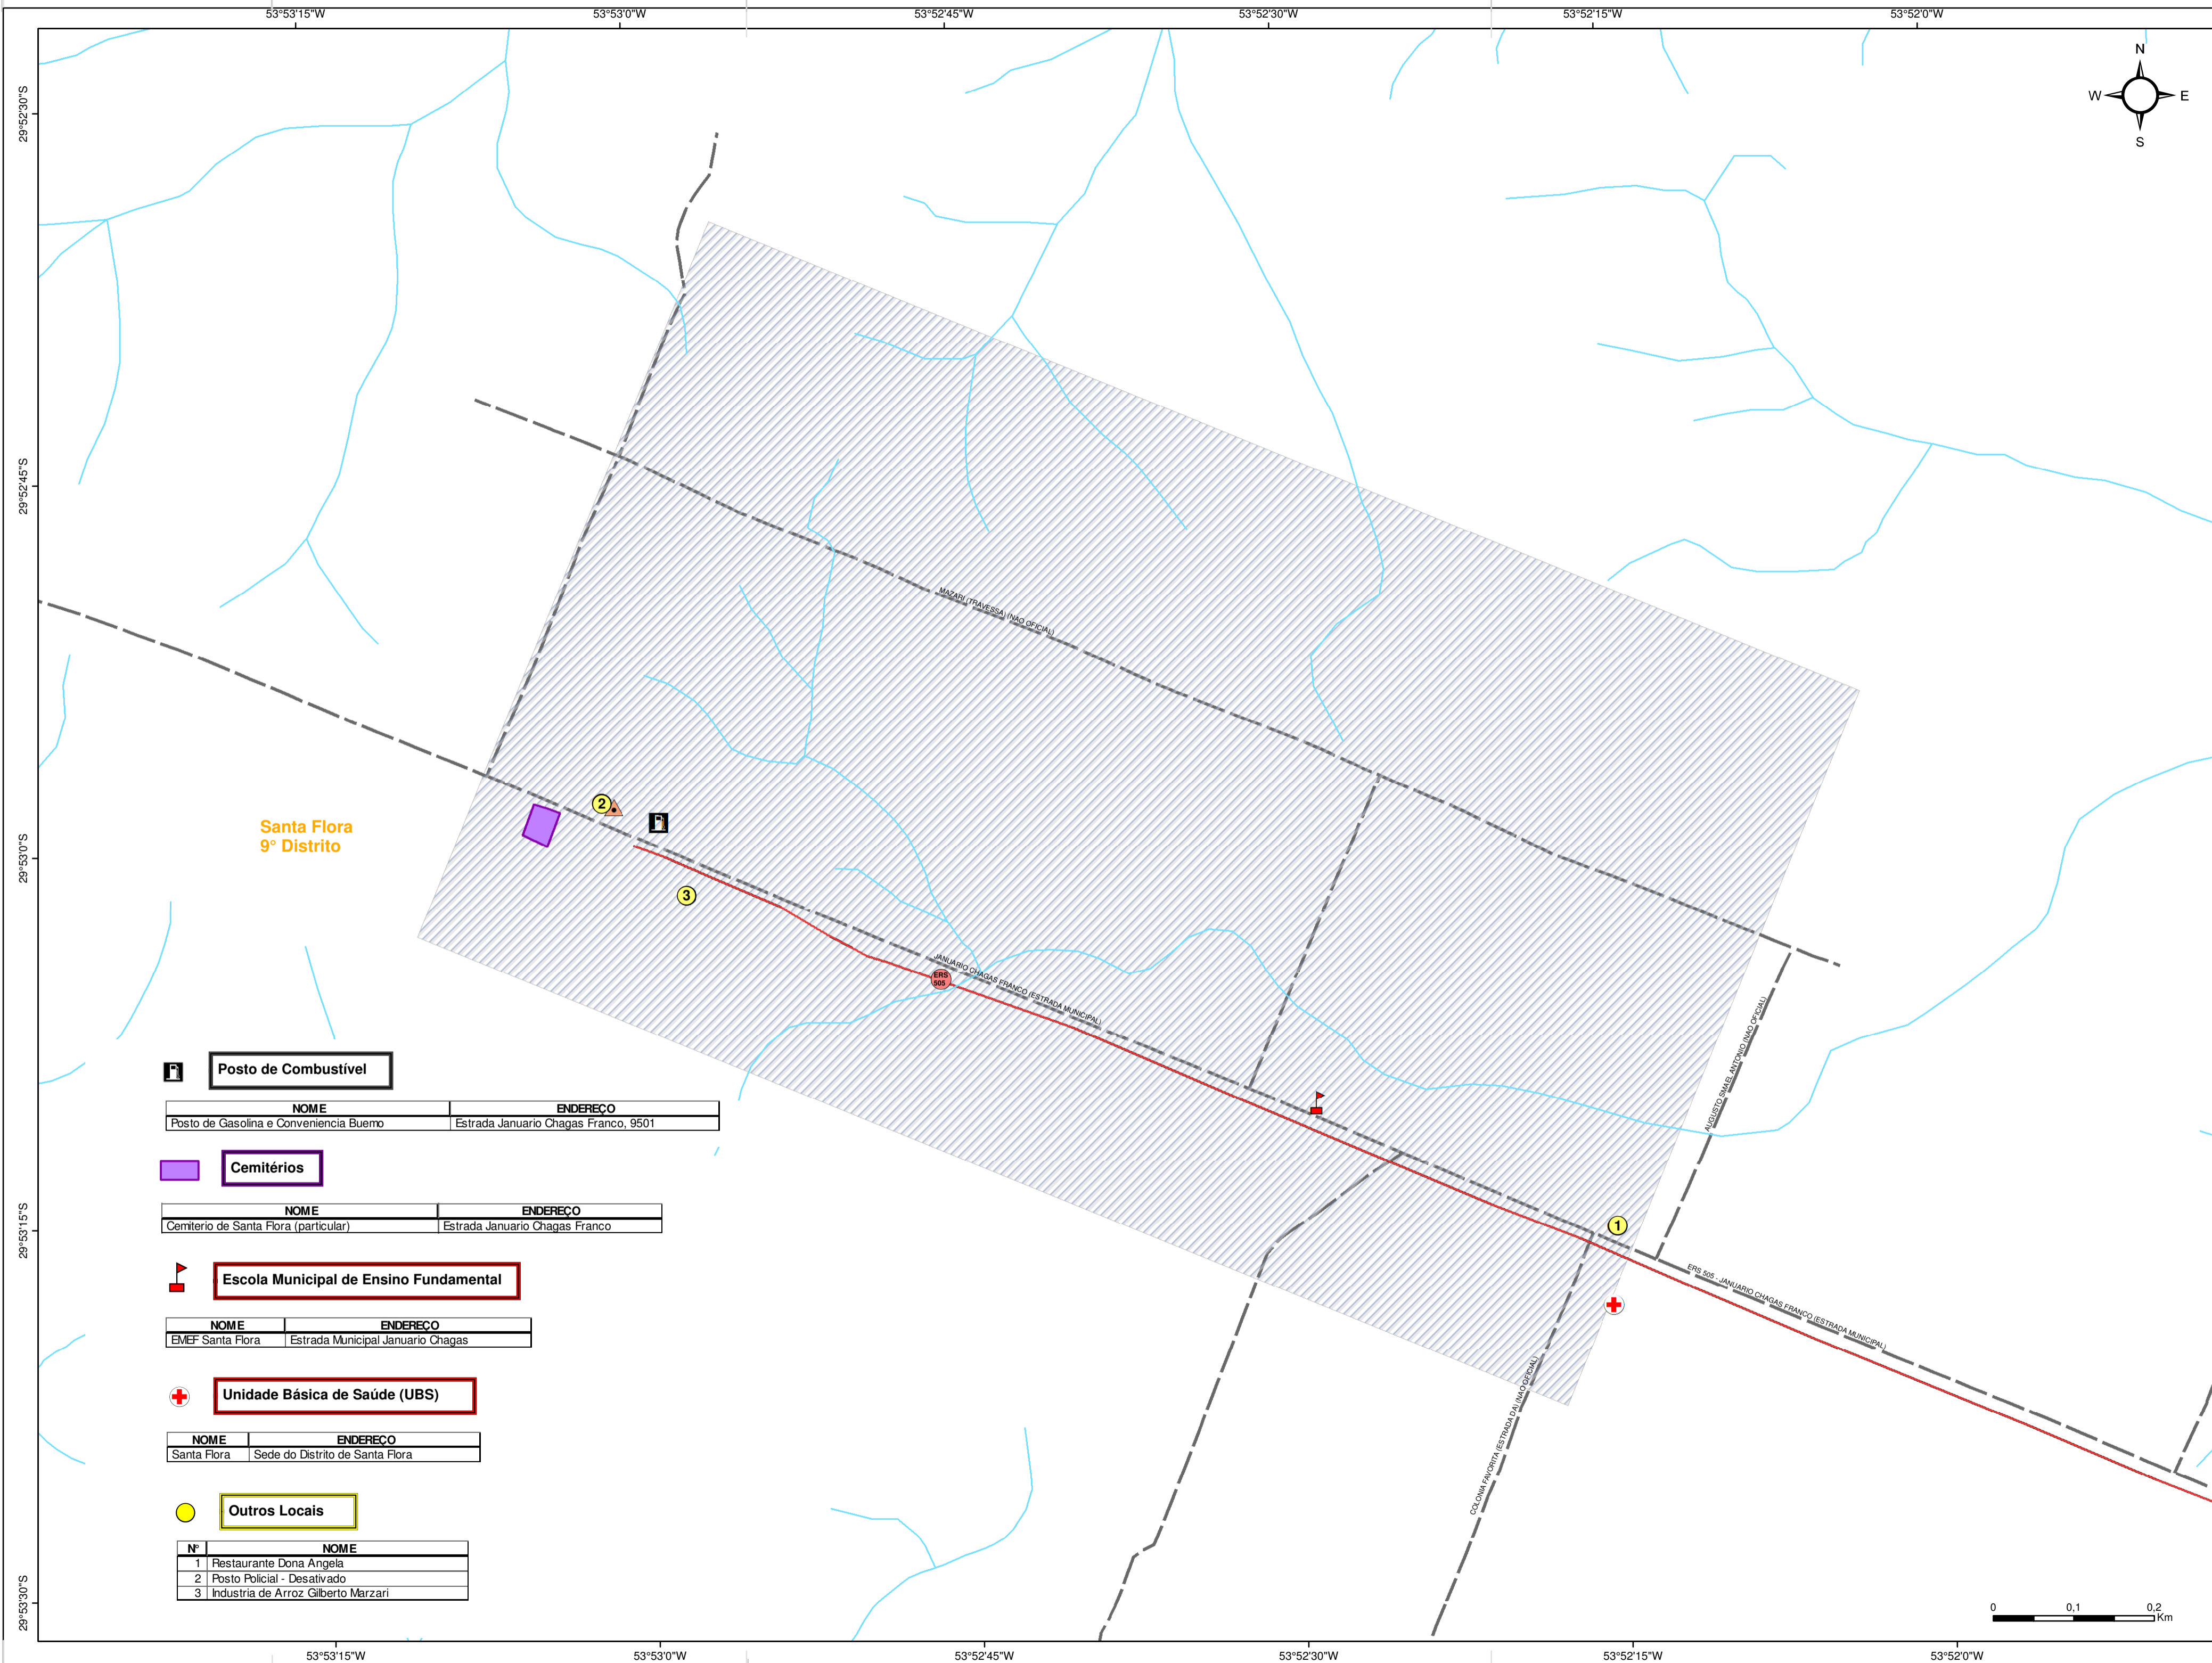 53°53'15"W 53°53'0"W 53°52'45"W 53°52'30"W 53°52'15"W 53°52'0"W
N
W E
S
29°52'30"S
29°52'45"S
29°53'0"S
29°53'15"S
29°53'30"S
MAZARI (TRAVESSA) (NAO OFICIAL)
2
Santa Flora
9° Distrito
3
ERS
505
JANUARIO CHAGAS FRANCO (ESTRADA MUNICIPAL)
AUGUSTO ISMAEL ANTONIO (NAO OFICIAL)
1
ERS 505 - JANUARIO CHAGAS FRANCO (ESTRADA MUNICIPAL)
COLONIA FAVORITA (ESTRADA DA) (NAO OFICIAL)
Posto de Combustível
NOME ENDEREÇO
Posto de Gasolina e Conveniencia Buemo Estrada Januario Chagas Franco, 9501
Cemitérios
NOME ENDEREÇO
Cemiterio de Santa Flora (particular) Estrada Januario Chagas Franco
Escola Municipal de Ensino Fundamental
NOME ENDEREÇO
EMEF Santa Flora Estrada Municipal Januario Chagas
Unidade Básica de Saúde (UBS)
NOME ENDEREÇO
Santa Flora Sede do Distrito de Santa Flora
Outros Locais
N° NOME
1 Restaurante Dona Angela
2 Posto Policial - Desativado
3 Industria de Arroz Gilberto Marzari
0 0,1 0,2
Km
53°53'15"W 53°53'0"W 53°52'45"W 53°52'30"W 53°52'15"W 53°52'0"W